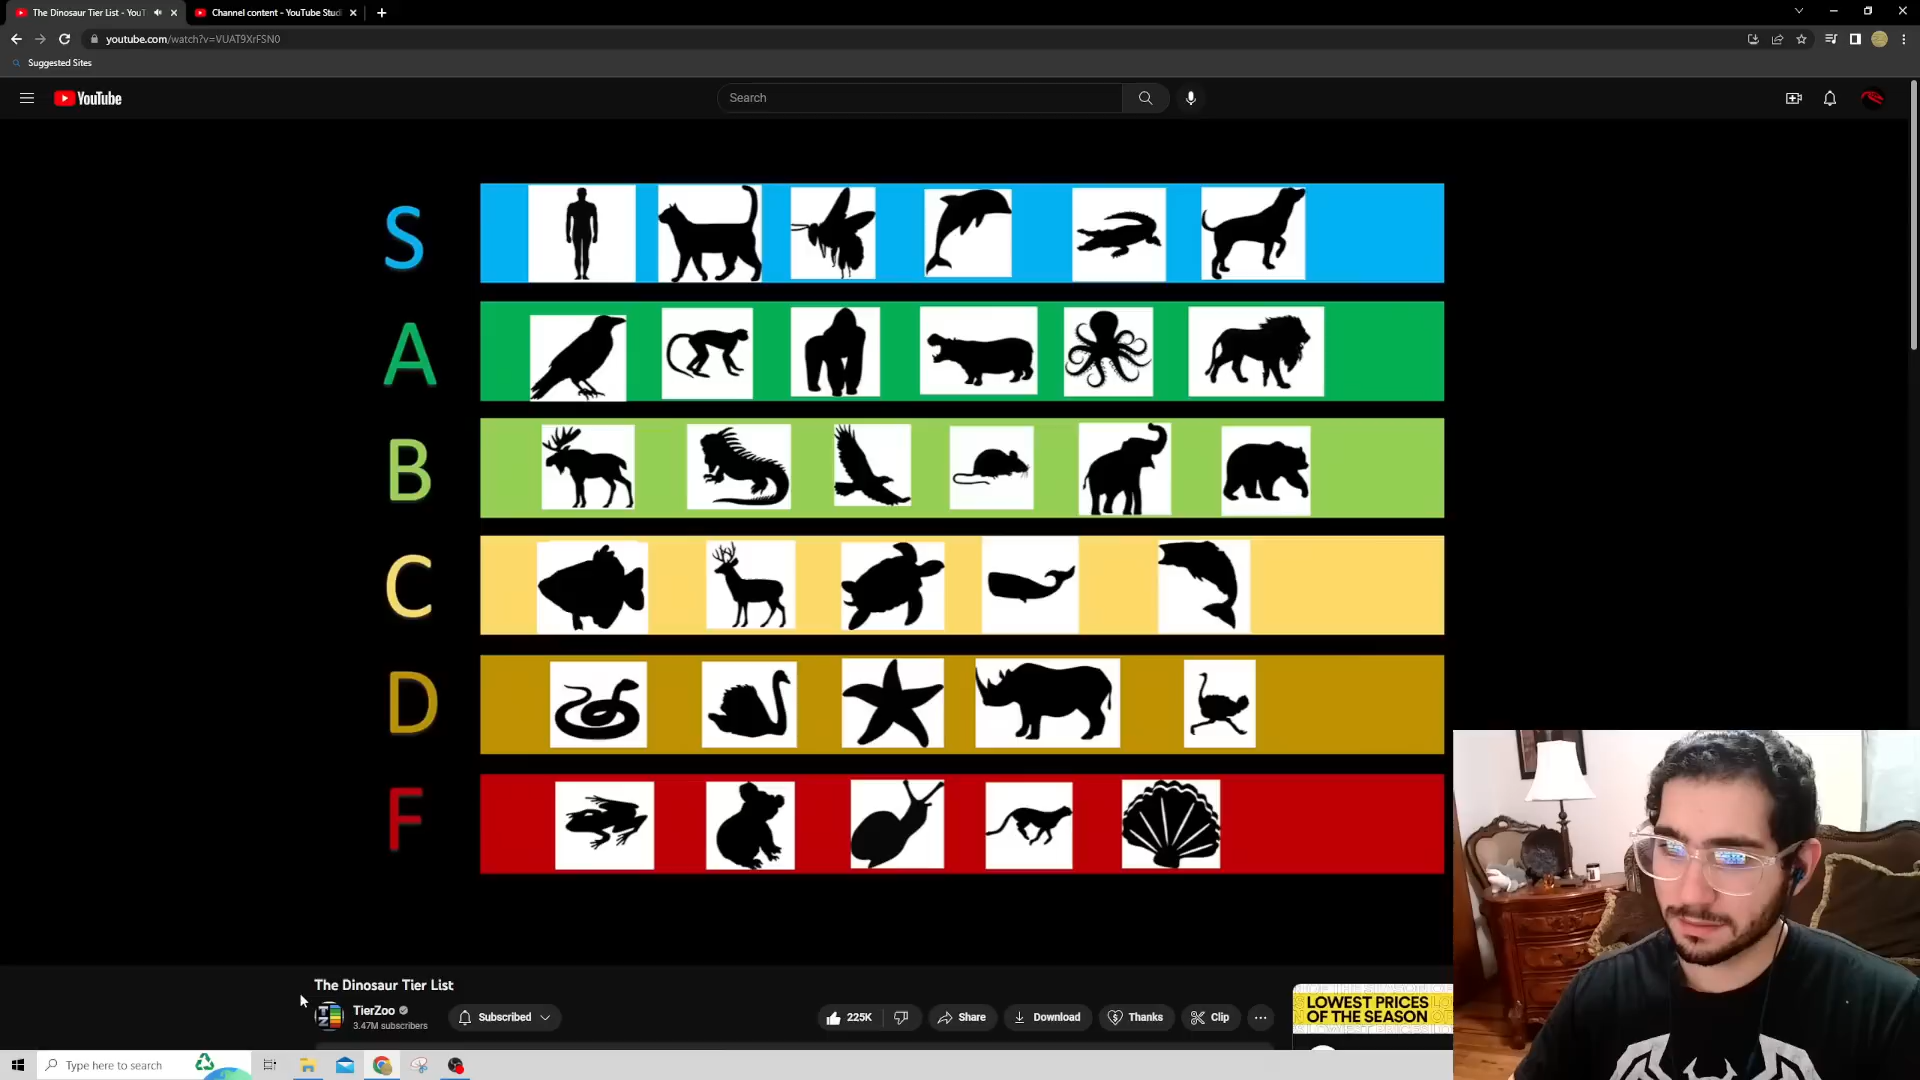 The Dinosaur Tier List - YouT
Channel content - YouTube Studi
youtube.com/watch?v=VUAT9XrFSN0
Suggested Sites
YouTube
Search
S
A
B
C
D
F
The Dinosaur Tier List
TierZoo
3.47M subscribers
Subscribed
225K
Share
Download
Thanks
Clip
LOWEST PRICES
OF THE SEASON
Type here to search